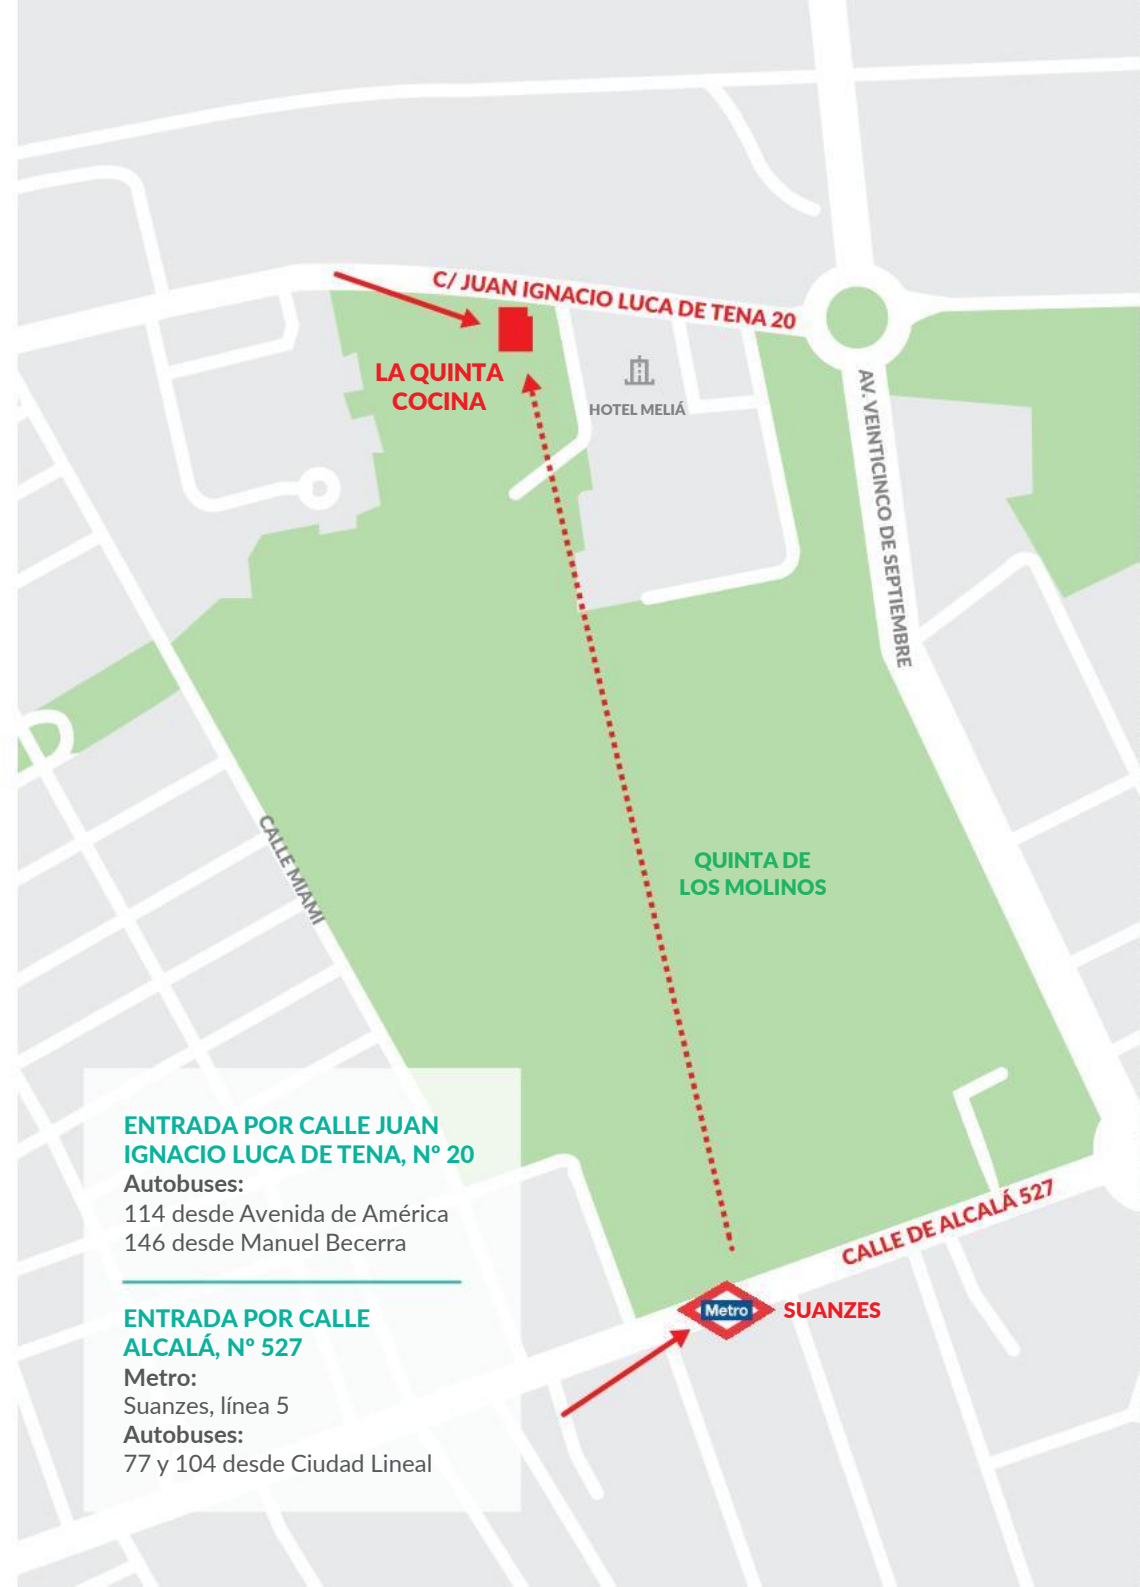 C/ JUAN IGNACIO LUCA DE TENA 20
LA QUINTA
COCINA
HOTEL MELIÁ
AV. VEINTICINCO DE SEPTIEMBRE
CALLE MIAMI
QUINTA DE
LOS MOLINOS
ENTRADA POR CALLE JUAN
IGNACIO LUCA DE TENA, Nº 20
Autobuses:
114 desde Avenida de América
146 desde Manuel Becerra
CALLE DE ALCALÁ 527
Metro
SUANZES
ENTRADA POR CALLE
ALCALÁ, Nº 527
Metro:
Suanzes, línea 5
Autobuses:
77 y 104 desde Ciudad Lineal